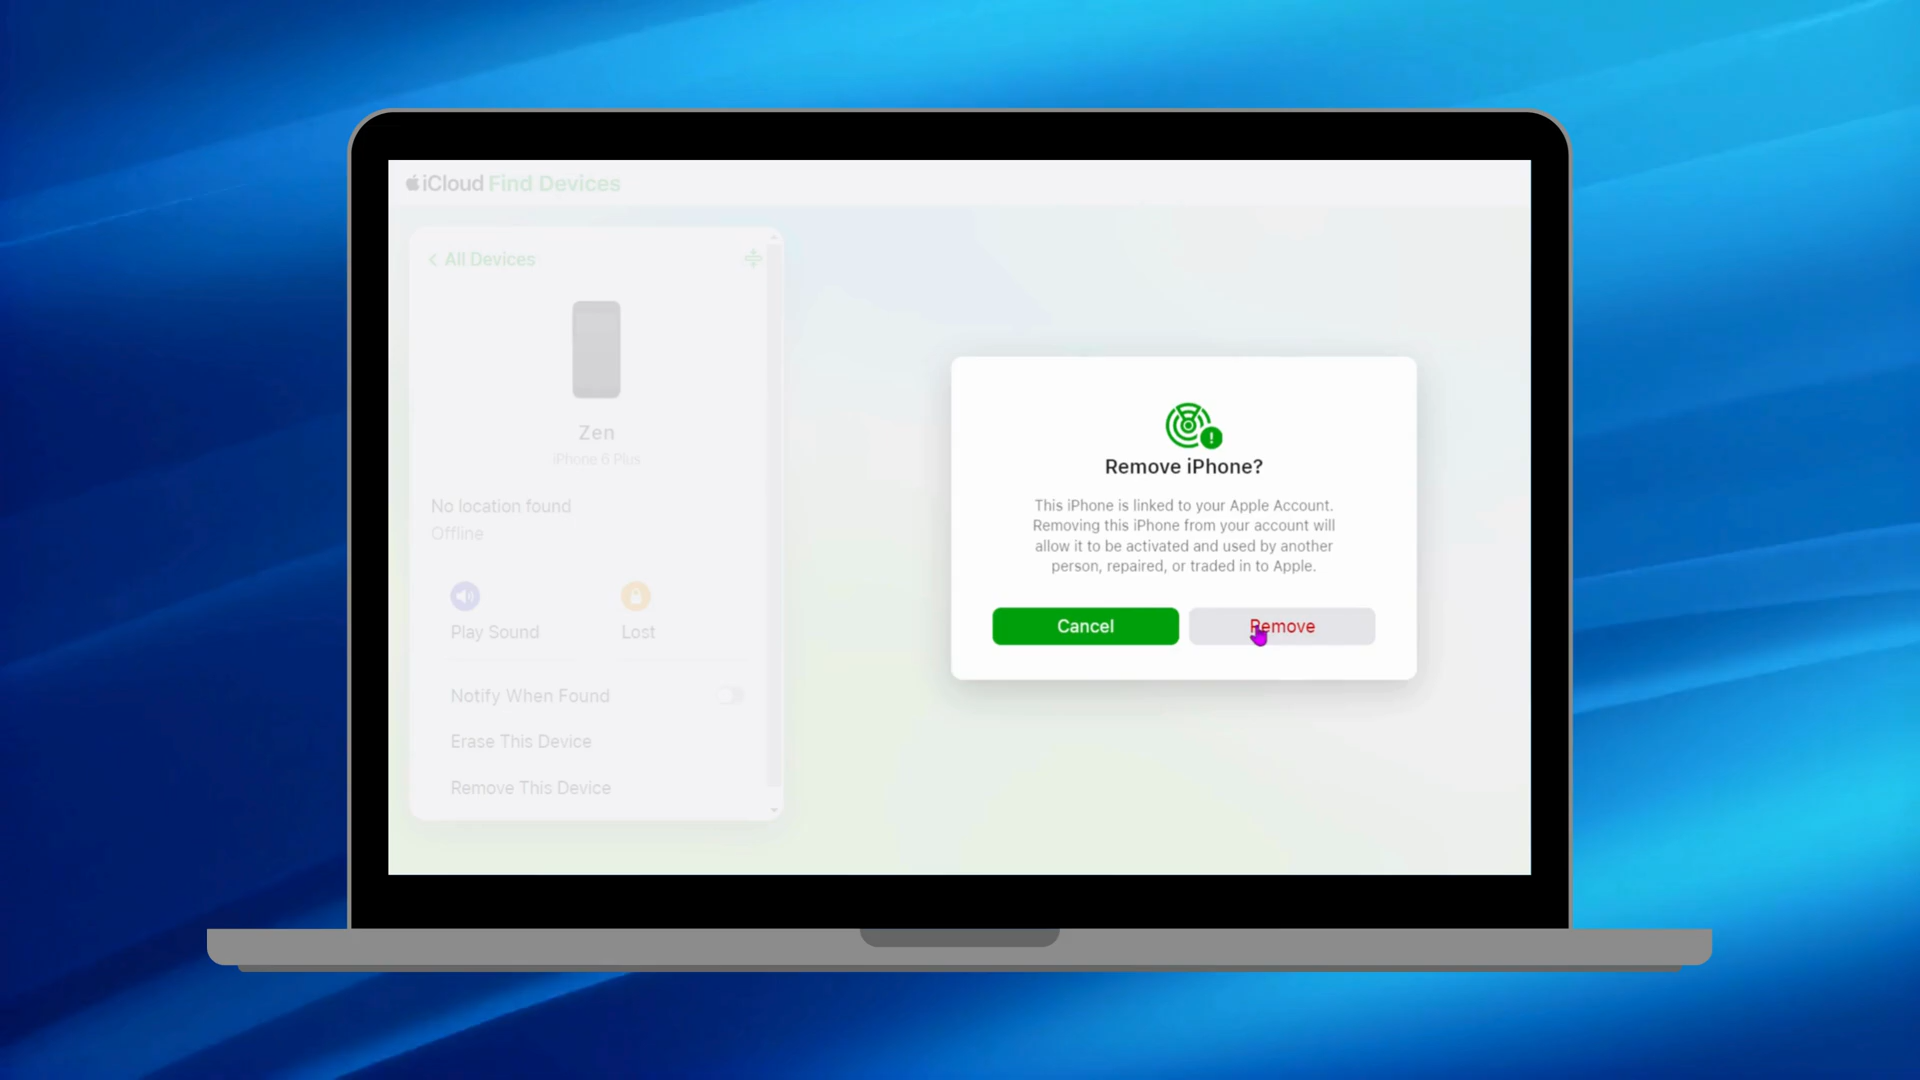 iCloud Find Devices
All Devices
Zen
iPhone 6 Plus
No location found
Offline
Play Sound
Lost
Notify When Found
Erase This Device
Remove This Device
Remove iPhone?
This iPhone is linked to your Apple Account.
Removing this iPhone from your account will
allow it to be activated and used by another
person, repaired, or traded in to Apple.
Cancel
Remove